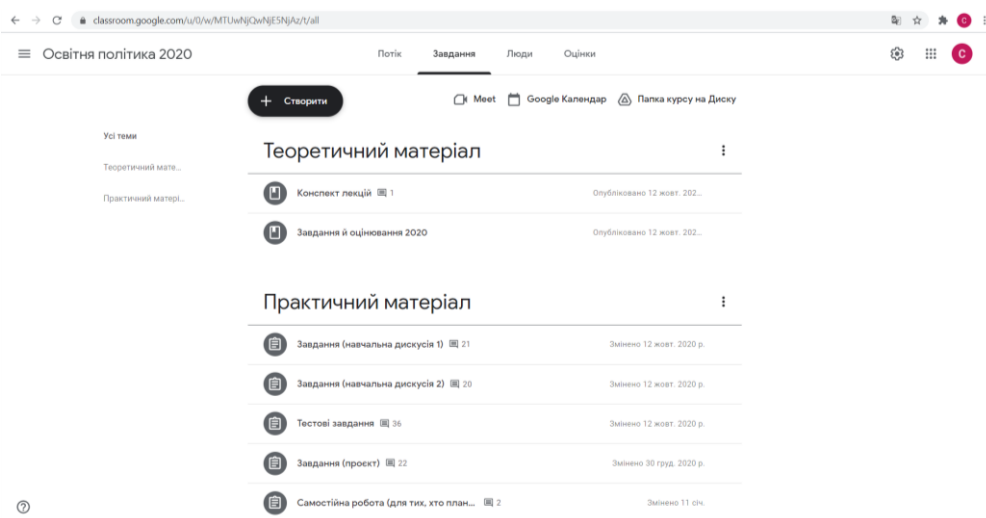 classroom.google.com/u/0/w/MTUwNjQwNjE5NjAz/t/all
C
Освітня політика 2020
Потік Завдання Люди Оцінки
C
Створити
Meet Google Календар Папка курсу на Диску
Усі теми
Теоретичний мате...
Практичний матері...
Теоретичний матеріал
Конспект лекцій 1 Опубліковано 12 жовт. 202...
Завдання й оцінювання 2020 Опубліковано 12 жовт. 202...
Практичний матеріал
Завдання (навчальна дискусія 1) 21 Змінено 12 жовт. 2020 р.
Завдання (навчальна дискусія 2) 20 Змінено 12 жовт. 2020 р.
Тестові завдання 36 Змінено 12 жовт. 2020 р.
Завдання (проєкт) 22 Змінено 30 груд. 2020 р.
Самостійна робота (для тих, хто план... 2 Змінено 11 січ.